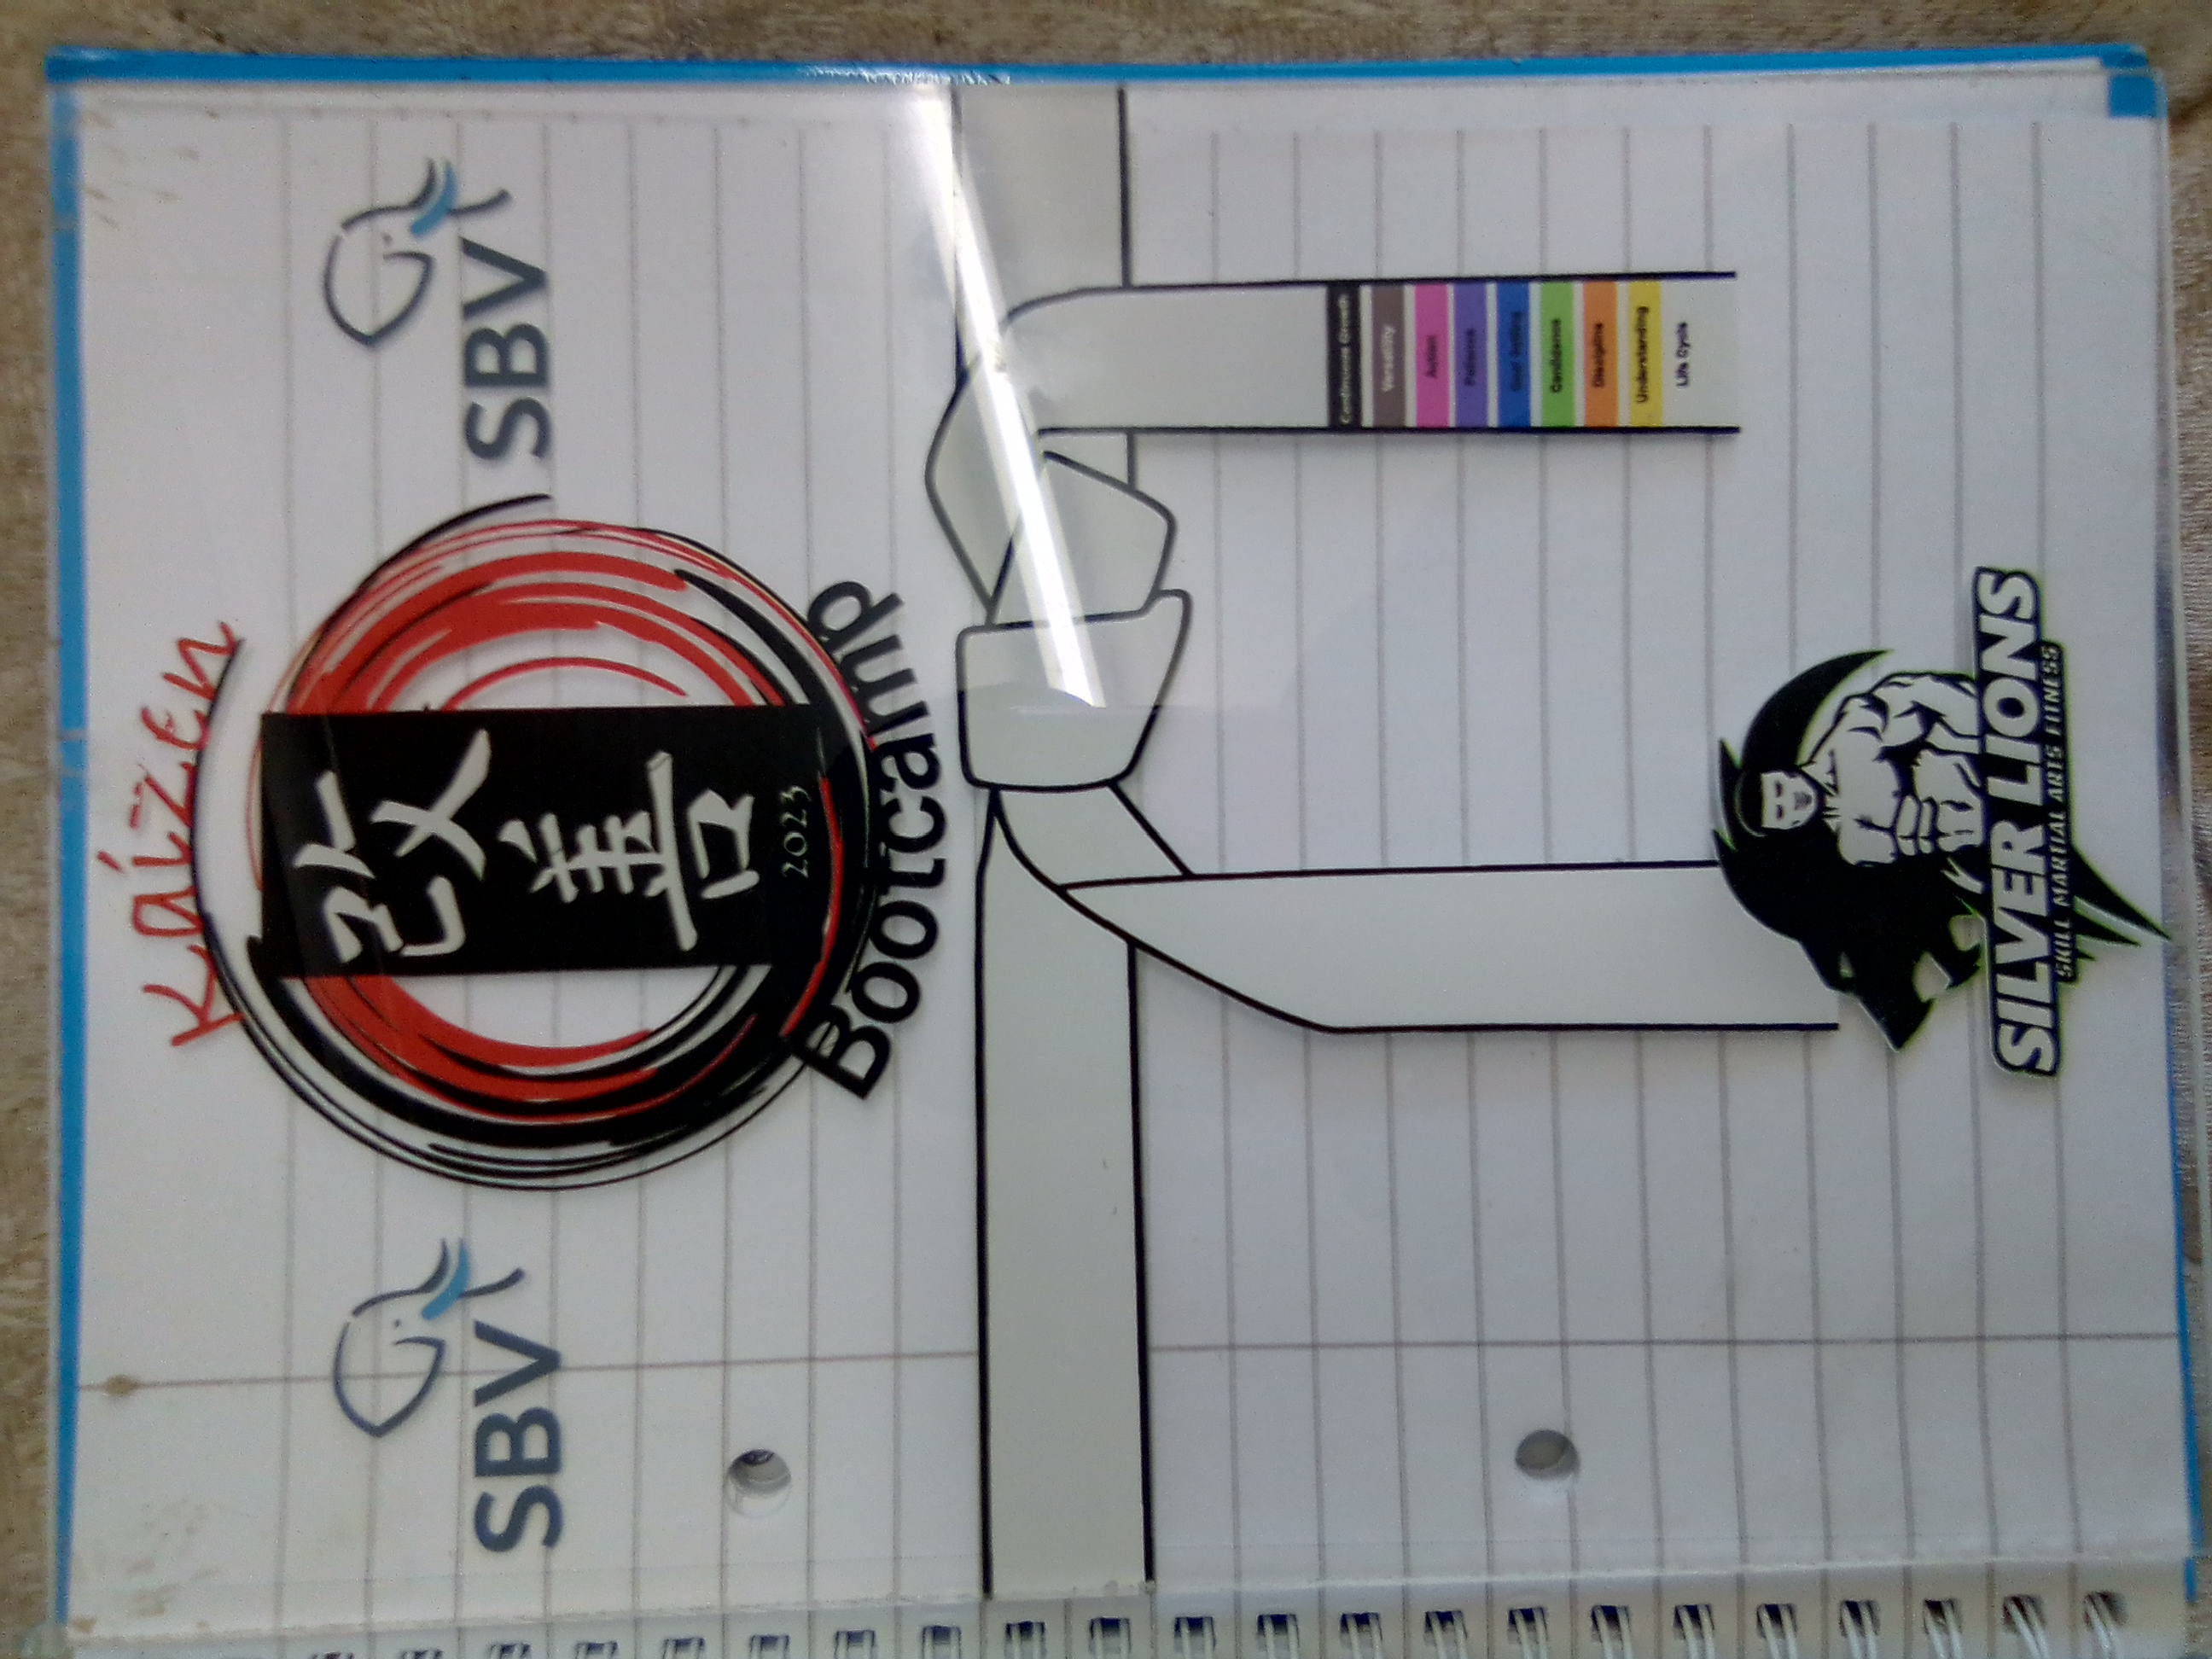 Kaizen
SBV
改善
2023
SBV
Bootcamp
Continuous Growth
Versatility
Action
Patience
Goal Setting
Confidence
Discipline
Understanding
Life Cycle
SILVER LIONS
SKILL MARTIAL ARTS FITNESS